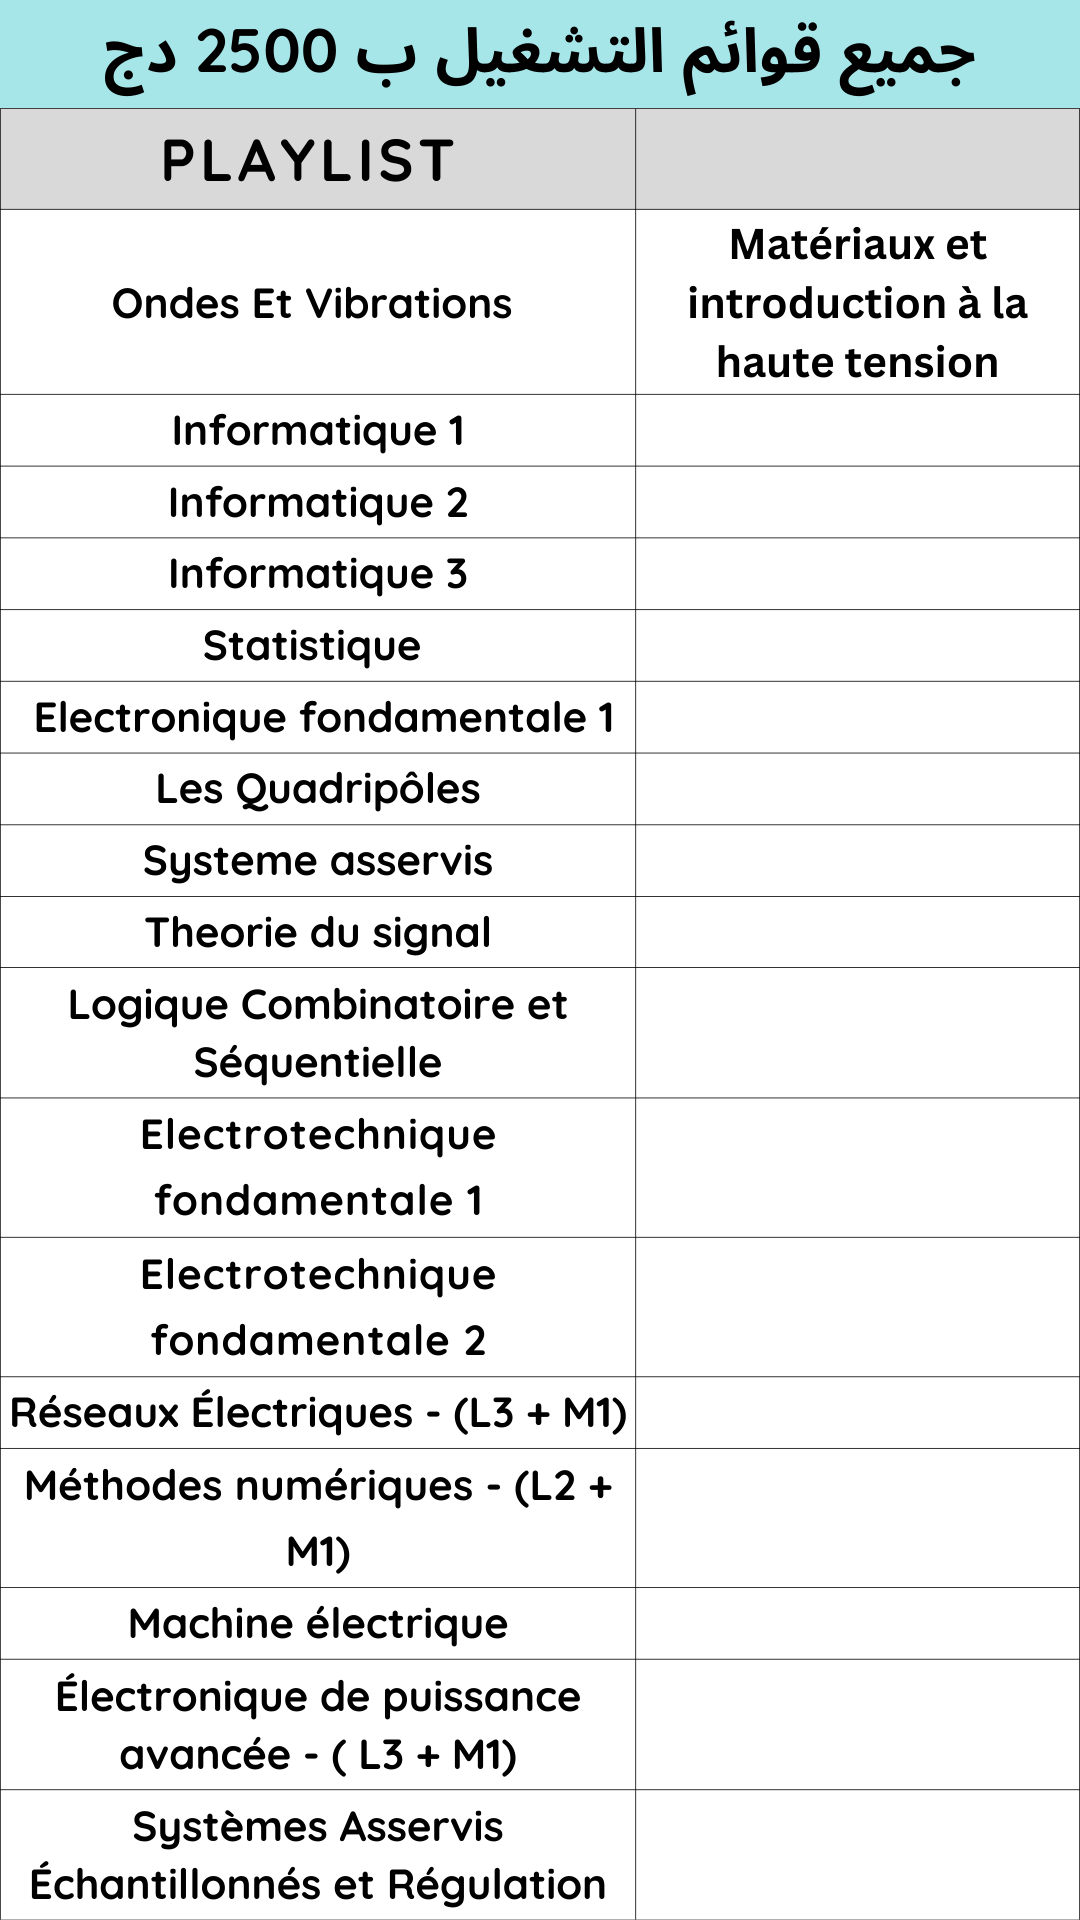 جميع قوائم التشغيل ب 2500 دج
PLAYLIST
Ondes Et Vibrations
Matériaux et
introduction à la
haute tension
Informatique 1
Informatique 2
Informatique 3
Statistique
Electronique fondamentale 1
Les Quadripôles
Systeme asservis
Theorie du signal
Logique Combinatoire et
Séquentielle
Electrotechnique
fondamentale 1
Electrotechnique
fondamentale 2
Réseaux Électriques - (L3 + M1)
Méthodes numériques - (L2 +
M1)
Machine électrique
Électronique de puissance
avancée - ( L3 + M1)
Systèmes Asservis
Échantillonnés et Régulation